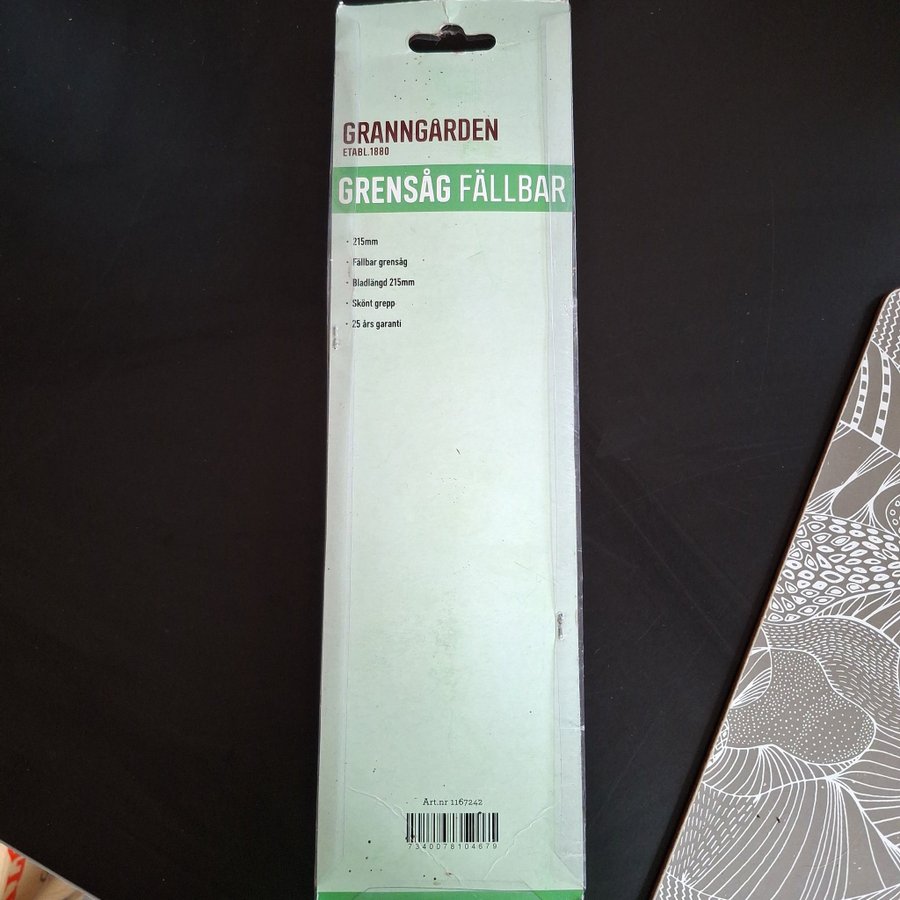 GRANNGÅRDEN
ETABL.1880
GRENSÅG FÄLLBAR
· 215mm
· Fällbar grensåg
· Bladlängd 215mm
· Skönt grepp
· 25 års garanti
Art.nr 1167242
7340078104679